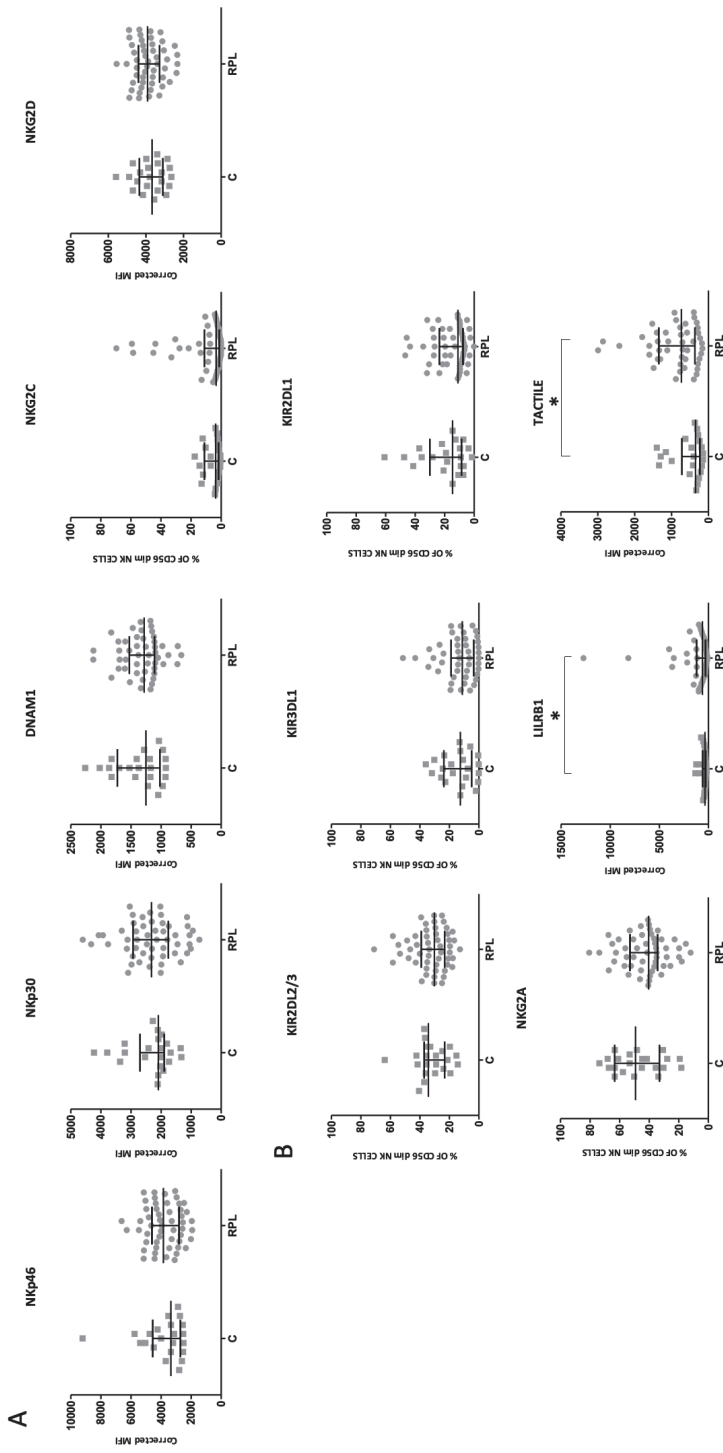 A
NKp46
Corrected MFI
10000
8000
6000
4000
2000
0
C
RPL
NKp30
Corrected MFI
5000
4000
3000
2000
1000
0
C
RPL
DNAM1
Corrected MFI
2500
2000
1500
1000
500
0
C
RPL
NKG2C
% OF CD56 dim NK CELLS
100
80
60
40
20
0
C
RPL
NKG2D
Corrected MFI
8000
6000
4000
2000
0
C
RPL
B
KIR2DL2/3
% OF CD56 dim NK CELLS
100
80
60
40
20
0
C
RPL
KIR3DL1
% OF CD56 dim NK CELLS
100
80
60
40
20
0
C
RPL
KIR2DL1
% OF CD56 dim NK CELLS
100
80
60
40
20
0
C
RPL
NKG2A
% OF CD56 dim NK CELLS
100
80
60
40
20
0
C
RPL
LILRB1
*
Corrected MFI
15000
10000
5000
0
C
RPL
TACTILE
*
Corrected MFI
4000
3000
2000
1000
0
C
RPL